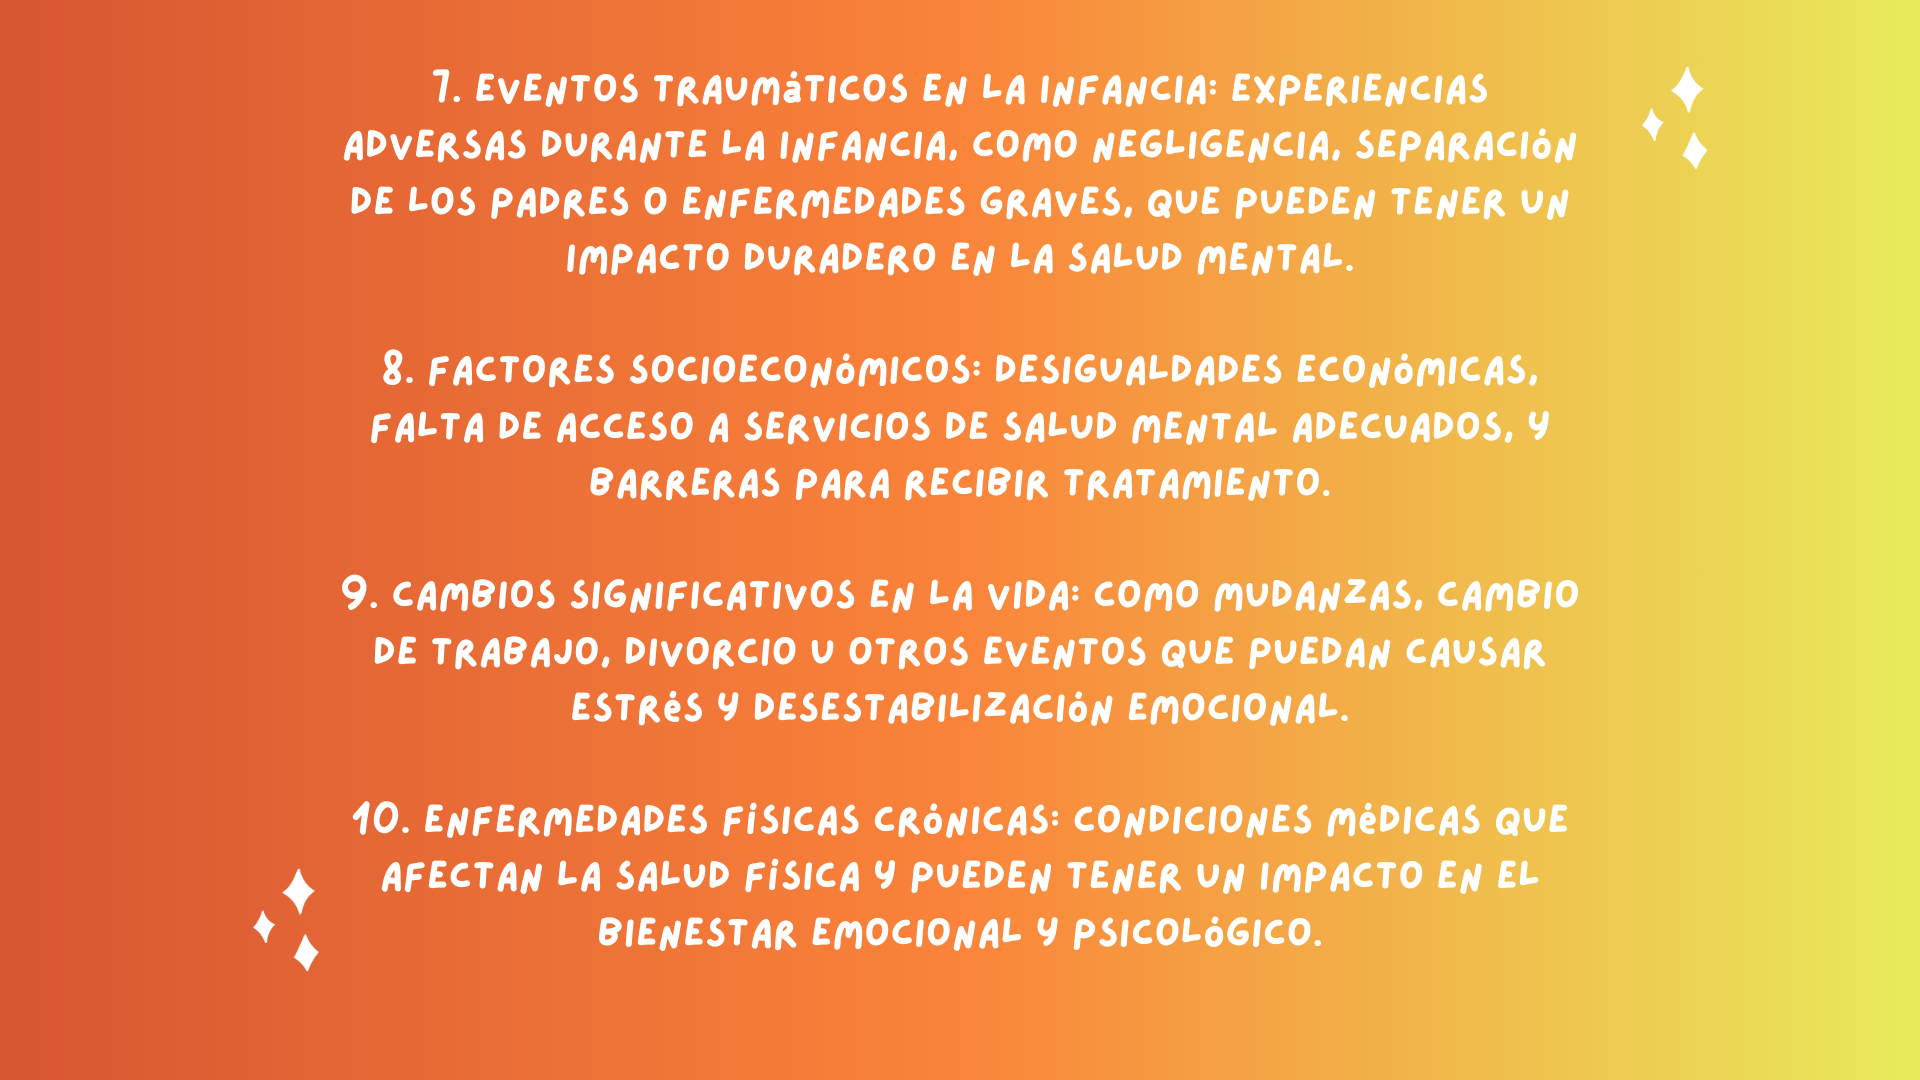 7. EVENTOS TRAUMáTICOS EN LA INFANCIA: EXPERIENCIAS
ADVERSAS DURANTE LA INFANCIA, COMO NEGLIGENCIA, SEPARACIóN
DE LOS PADRES O ENFERMEDADES GRAVES, QUE PUEDEN TENER UN
IMPACTO DURADERO EN LA SALUD MENTAL.
8. FACTORES SOCIOECONóMICOS: DESIGUALDADES ECONóMICAS,
FALTA DE ACCESO A SERVICIOS DE SALUD MENTAL ADECUADOS, Y
BARRERAS PARA RECIBIR TRATAMIENTO.
9. CAMBIOS SIGNIFICATIVOS EN LA VIDA: COMO MUDANZAS, CAMBIO
DE TRABAJO, DIVORCIO U OTROS EVENTOS QUE PUEDAN CAUSAR
ESTRéS Y DESESTABILIZACIóN EMOCIONAL.
10. ENFERMEDADES FíSICAS CRóNICAS: CONDICIONES MéDICAS QUE
AFECTAN LA SALUD FíSICA Y PUEDEN TENER UN IMPACTO EN EL
BIENESTAR EMOCIONAL Y PSICOLóGICO.